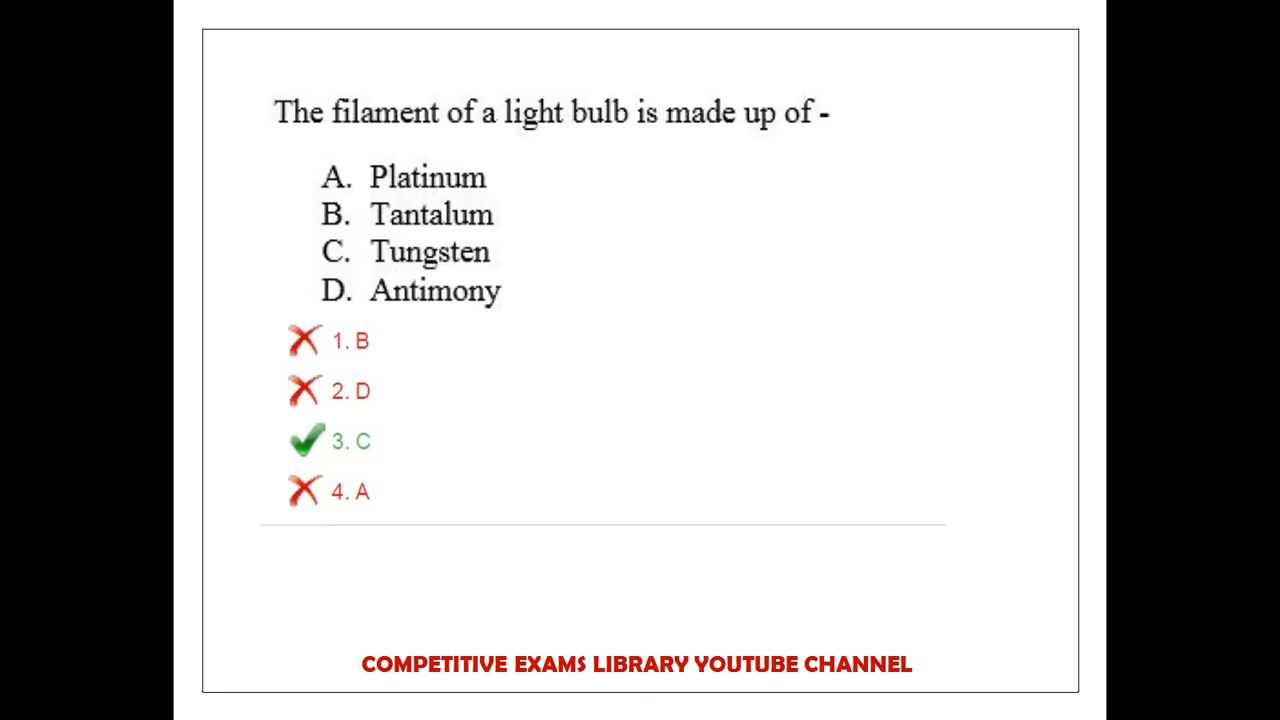 The filament of a light bulb is made up of -
A. Platinum
B. Tantalum
C. Tungsten
D. Antimony
1. B
2. D
3. C
4. A
COMPETITIVE EXAMS LIBRARY YOUTUBE CHANNEL